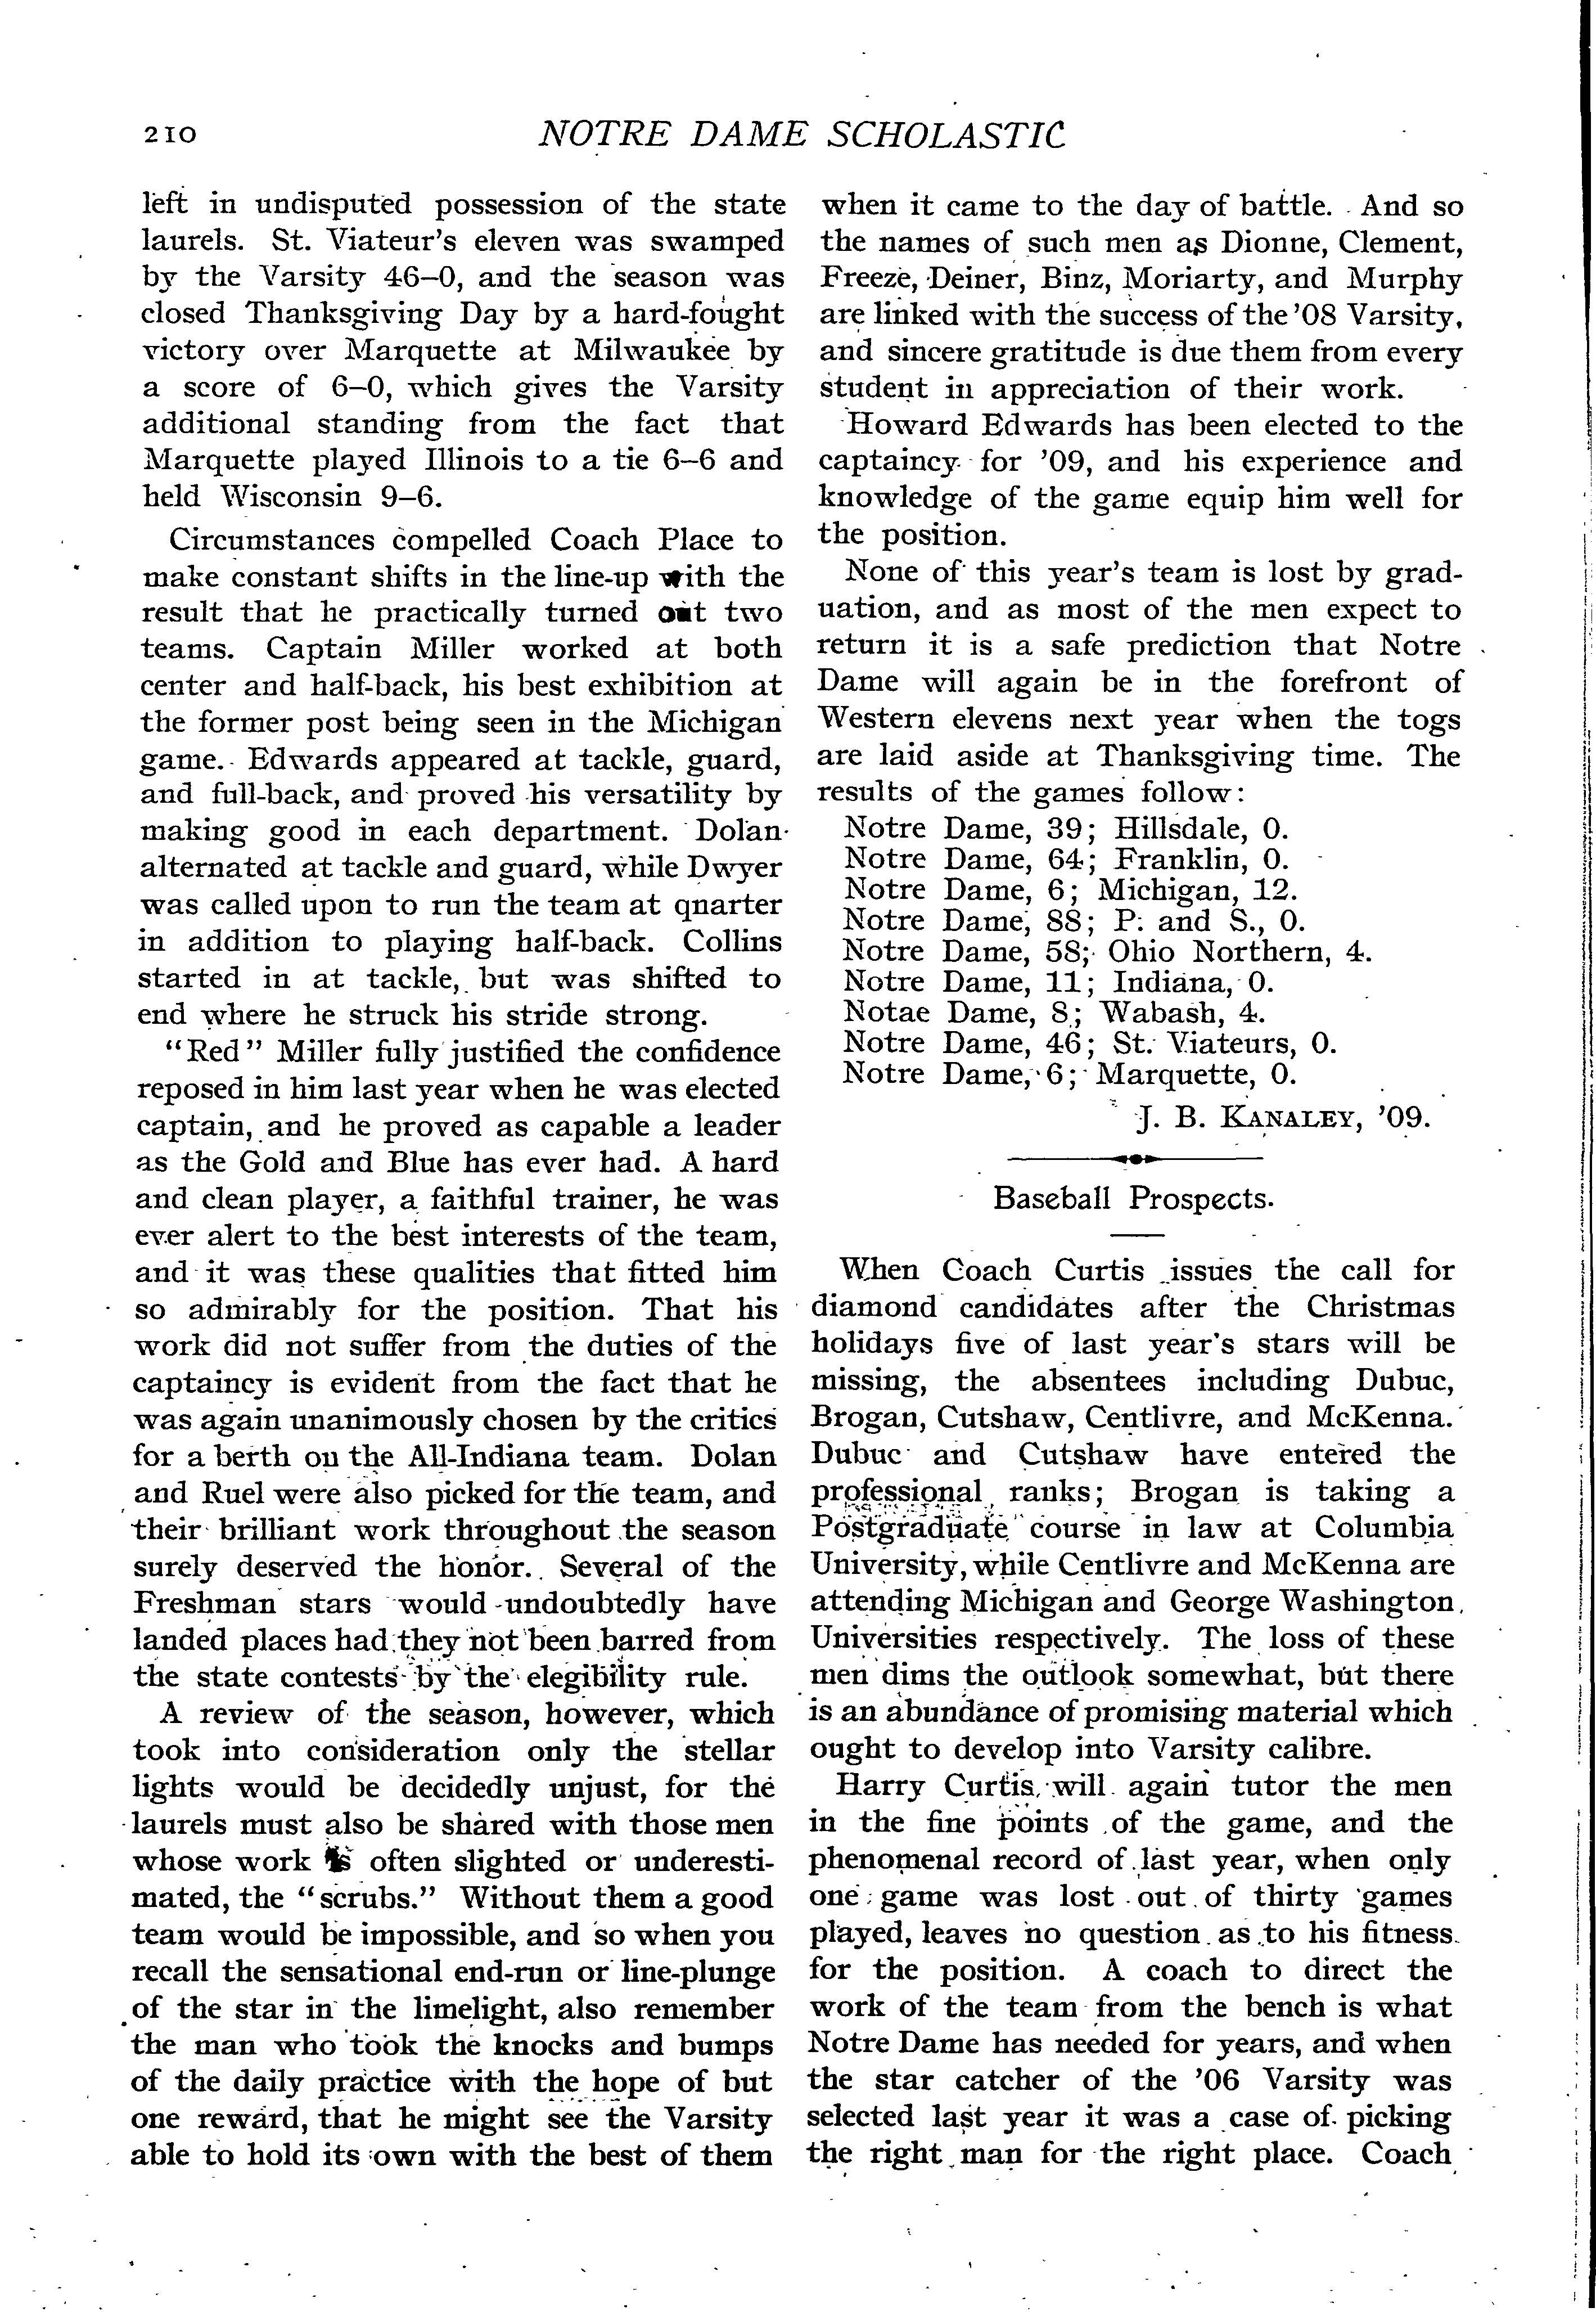 210
NOTRE DAME SCHOLASTIC
left in undisputed possession of the state
laurels. St. Viateur's eleven was swamped
by the Varsity 46–0, and the season was
closed Thanksgiving Day by a hard-fought
victory over Marquette at Milwaukee by
a score of 6–0, which gives the Varsity
additional standing from the fact that
Marquette played Illinois to a tie 6–6 and
held Wisconsin 9–6.
Circumstances compelled Coach Place to
make constant shifts in the line-up with the
result that he practically turned out two
teams. Captain Miller worked at both
center and half-back, his best exhibition at
the former post being seen in the Michigan
game. Edwards appeared at tackle, guard,
and full-back, and proved his versatility by
making good in each department. Dolan
alternated at tackle and guard, while Dwyer
was called upon to run the team at qnarter
in addition to playing half-back. Collins
started in at tackle, but was shifted to
end where he struck his stride strong.
"Red" Miller fully justified the confidence
reposed in him last year when he was elected
captain, and he proved as capable a leader
as the Gold and Blue has ever had. A hard
and clean player, a faithful trainer, he was
ever alert to the best interests of the team,
and it was these qualities that fitted him
so admirably for the position. That his
work did not suffer from the duties of the
captaincy is evident from the fact that he
was again unanimously chosen by the critics
for a berth on the All-Indiana team. Dolan
and Ruel were also picked for the team, and
their brilliant work throughout the season
surely deserved the honor. Several of the
Freshman stars would undoubtedly have
landed places had they not been barred from
the state contests by the elegibility rule.
A review of the season, however, which
took into consideration only the stellar
lights would be decidedly unjust, for the
laurels must also be shared with those men
whose work is often slighted or underesti-
mated, the "scrubs." Without them a good
team would be impossible, and so when you
recall the sensational end-run or line-plunge
of the star in the limelight, also remember
the man who took the knocks and bumps
of the daily practice with the hope of but
one reward, that he might see the Varsity
able to hold its own with the best of them
when it came to the day of battle. And so
the names of such men as Dionne, Clement,
Freeze, Deiner, Binz, Moriarty, and Murphy
are linked with the success of the '08 Varsity,
and sincere gratitude is due them from every
student in appreciation of their work.
Howard Edwards has been elected to the
captaincy for '09, and his experience and
knowledge of the game equip him well for
the position.
None of this year's team is lost by grad-
uation, and as most of the men expect to
return it is a safe prediction that Notre
Dame will again be in the forefront of
Western elevens next year when the togs
are laid aside at Thanksgiving time. The
results of the games follow:
Notre Dame, 39; Hillsdale, 0.
Notre Dame, 64; Franklin, 0.
Notre Dame, 6; Michigan, 12.
Notre Dame, 88; P. and S., 0.
Notre Dame, 58; Ohio Northern, 4.
Notre Dame, 11; Indiana, 0.
Notae Dame, 8; Wabash, 4.
Notre Dame, 46; St. Viateurs, 0.
Notre Dame, 6; Marquette, 0.
J. B. KANALEY, '09.
Baseball Prospects.
When Coach Curtis issues the call for
diamond candidates after the Christmas
holidays five of last year's stars will be
missing, the absentees including Dubuc,
Brogan, Cutshaw, Centlivre, and McKenna.
Dubuc and Cutshaw have entered the
professional ranks; Brogan is taking a
Postgraduate course in law at Columbia
University, while Centlivre and McKenna are
attending Michigan and George Washington
Universities respectively. The loss of these
men dims the outlook somewhat, but there
is an abundance of promising material which
ought to develop into Varsity calibre.
Harry Curtis will again tutor the men
in the fine points of the game, and the
phenomenal record of last year, when only
one game was lost out of thirty games
played, leaves no question as to his fitness
for the position. A coach to direct the
work of the team from the bench is what
Notre Dame has needed for years, and when
the star catcher of the '06 Varsity was
selected last year it was a case of picking
the right man for the right place. Coach